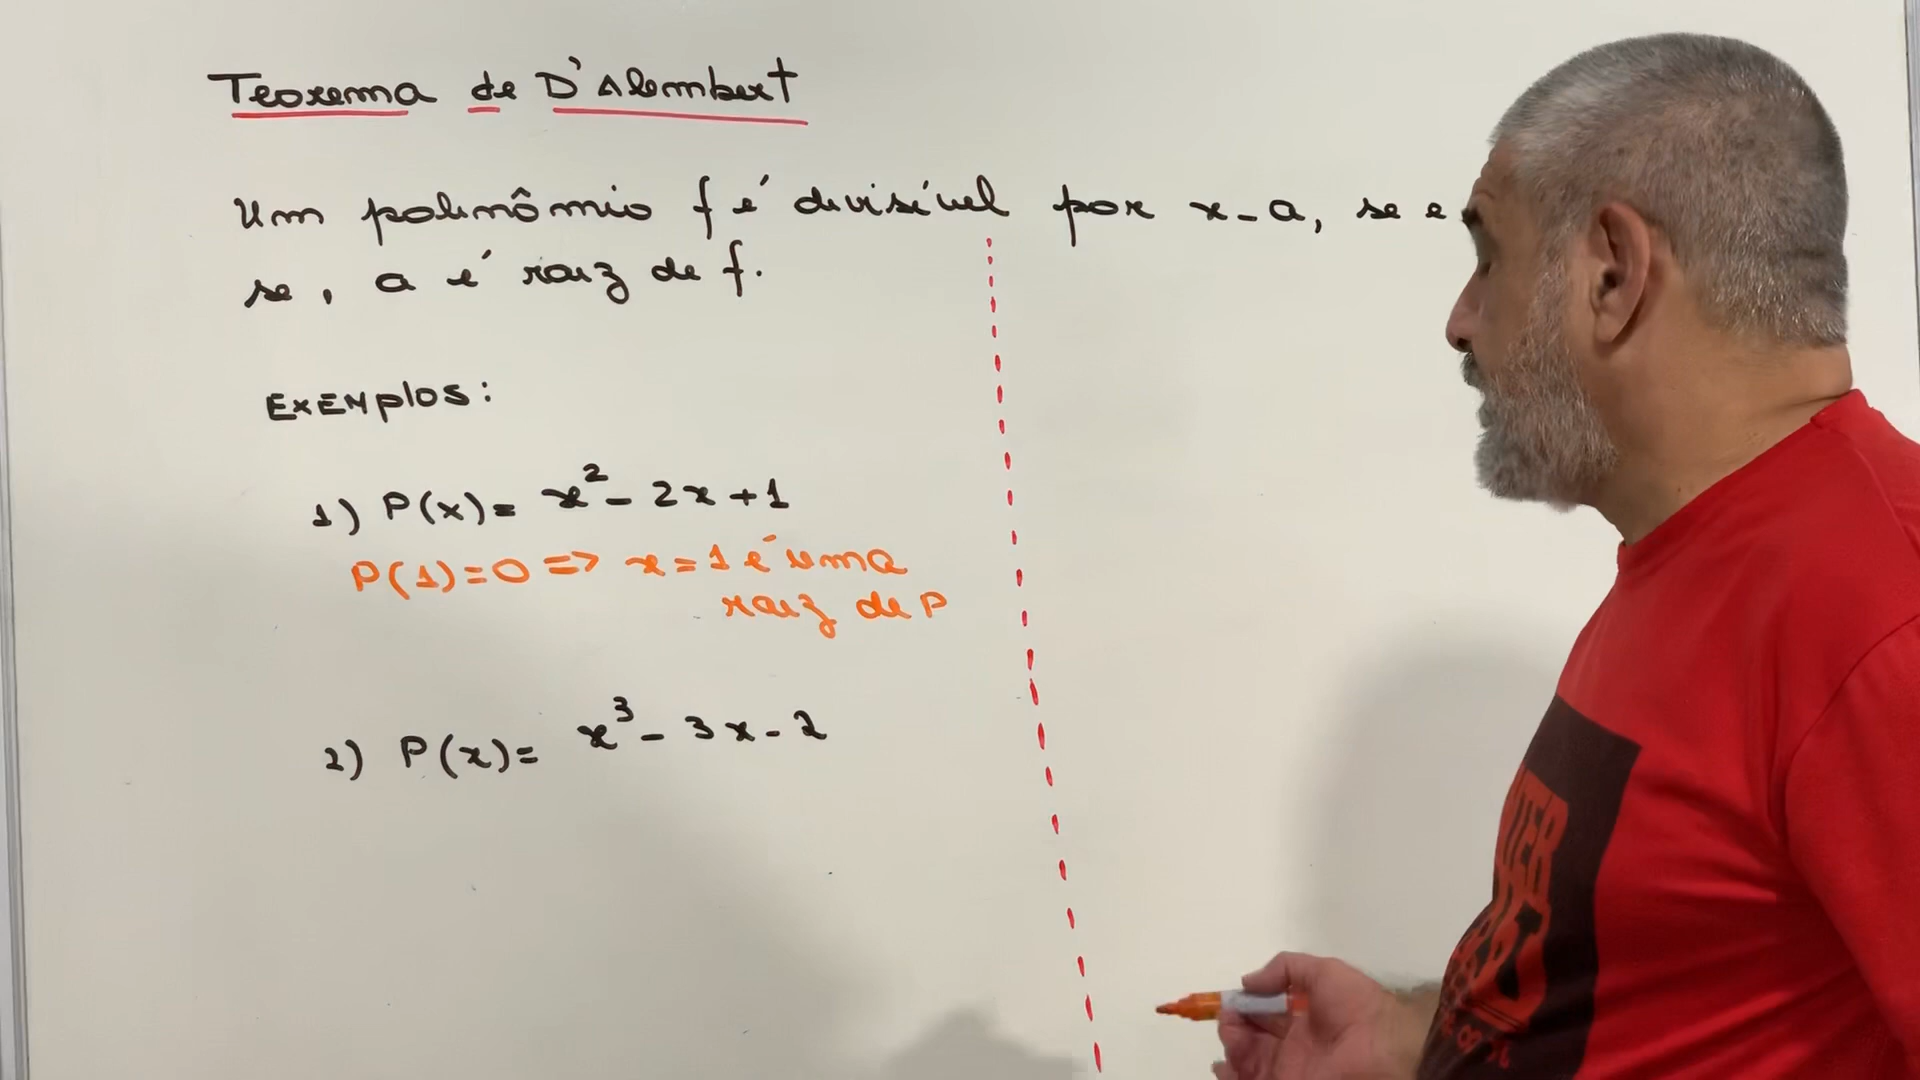 Teorema de D'Alembert
Um polinômio f é divisível por x-a, se e
se, a é raiz de f.
EXEMplos:
1) P(x)= x²- 2x+1
P(1)=0 => x=1 é uma
raiz de P
2) P(x)= x³- 3x-2